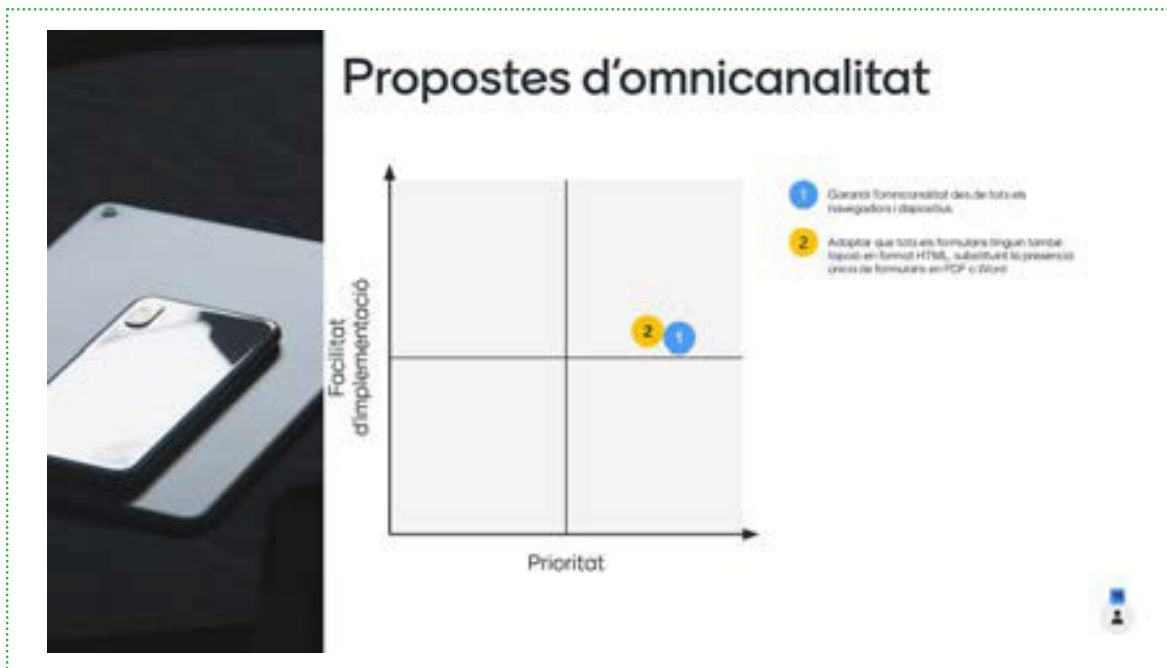 Propostes d'omnicanalitat
1
Garantir l'omnicanalitat des de tots els
navegadors i dispositius.
2
Adoptar que tots els formularis tinguin també
l'opció en format HTML, substituint la presència
única de formularis en PDF o Word
Facilitat
d'implementació
2
1
Prioritat